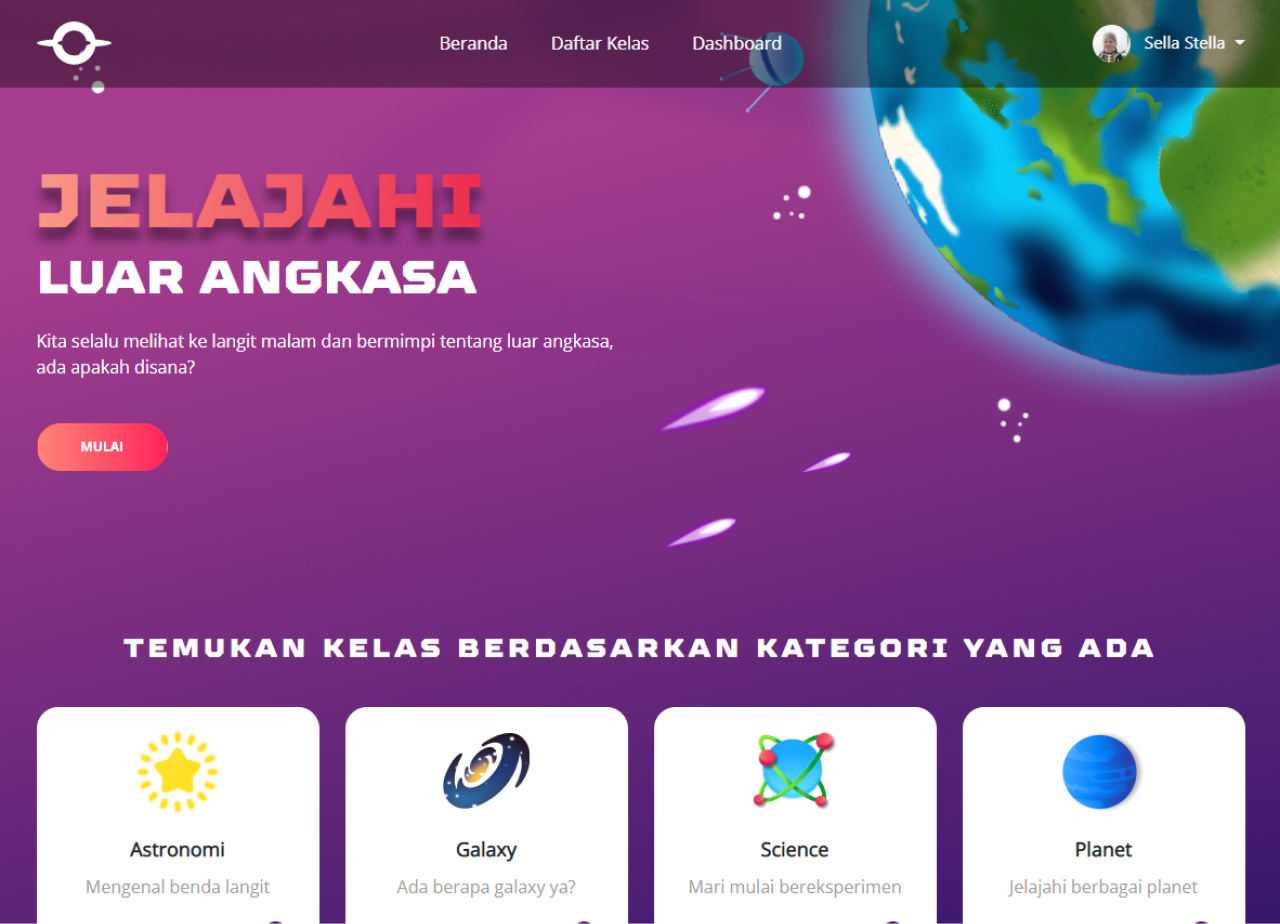 Beranda
Daftar Kelas
Dashboard
Sella Stella
JELAJAHI
LUAR ANGKASA
Kita selalu melihat ke langit malam dan bermimpi tentang luar angkasa,
ada apakah disana?
MULAI
TEMUKAN KELAS BERDASARKAN KATEGORI YANG ADA
Astronomi
Mengenal benda langit
Galaxy
Ada berapa galaxy ya?
Science
Mari mulai bereksperimen
Planet
Jelajahi berbagai planet